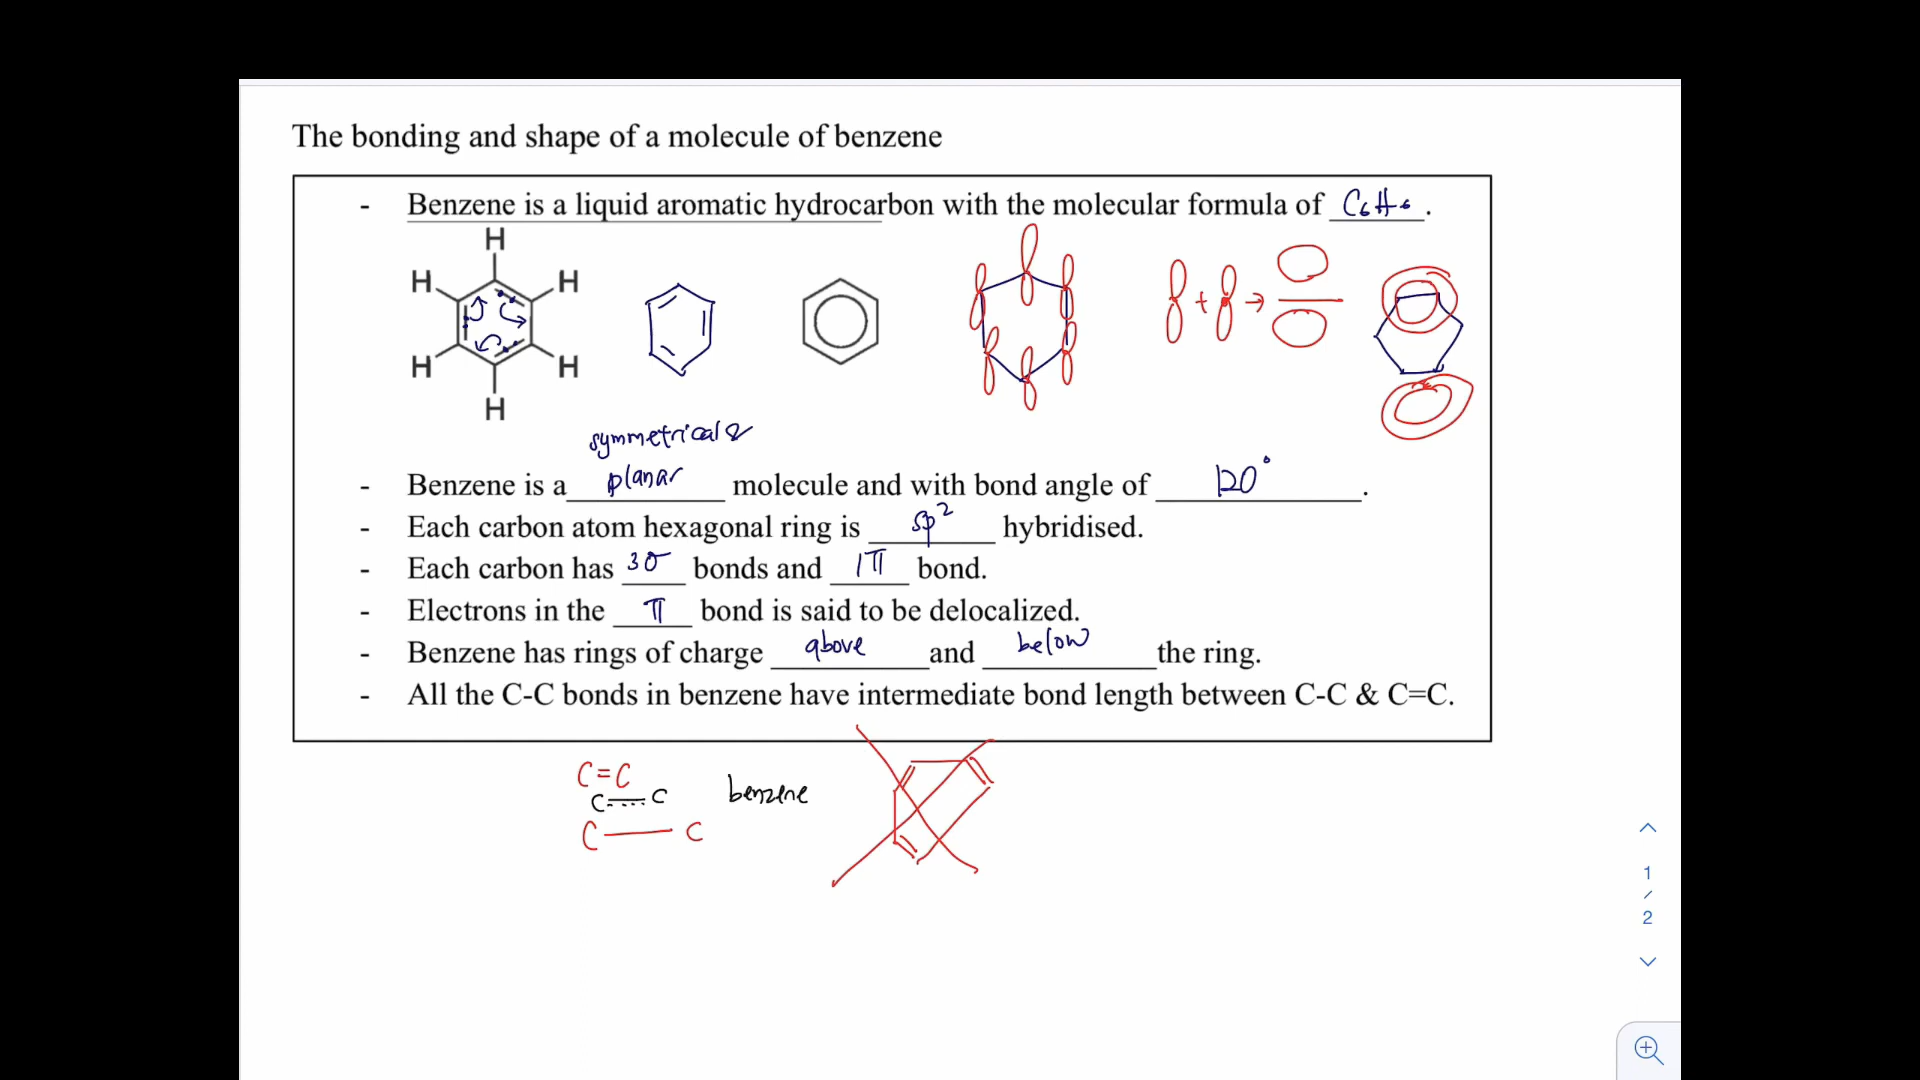 The bonding and shape of a molecule of benzene
- Benzene is a liquid aromatic hydrocarbon with the molecular formula of C6H6.
H
H H
H H
H
+ →
symmetrical &
- Benzene is a planar molecule and with bond angle of 120°.
- Each carbon atom hexagonal ring is sp² hybridised.
- Each carbon has 3σ bonds and 1π bond.
- Electrons in the π bond is said to be delocalized.
- Benzene has rings of charge above and below the ring.
- All the C-C bonds in benzene have intermediate bond length between C-C & C=C.
C=C
C C benzene
C — C
1
/
2